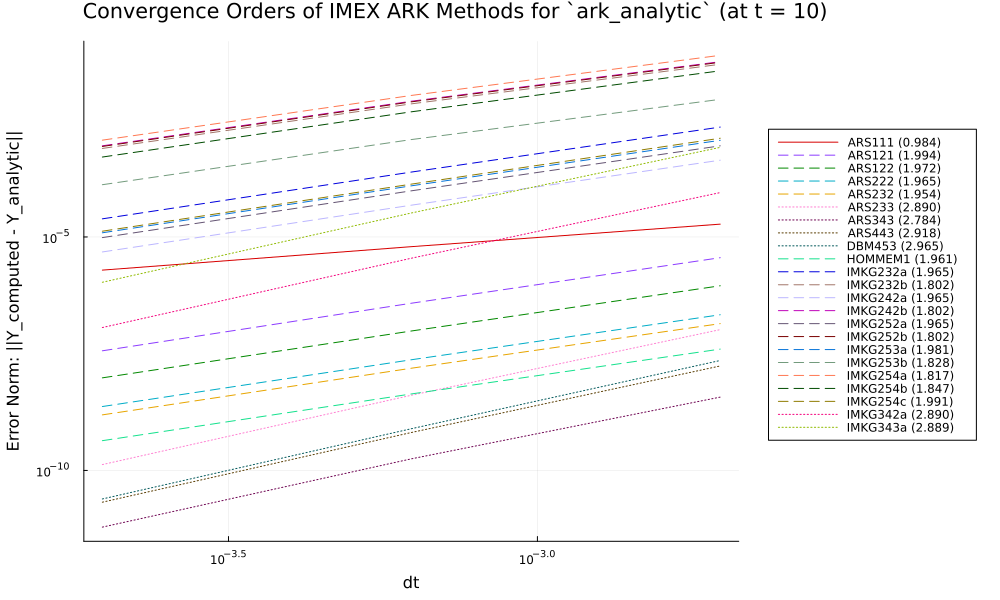 Convergence Orders of IMEX ARK Methods for `ark_analytic` (at t = 10)
Error Norm: ||Y_computed - Y_analytic||
10^-5
10^-10
10^-3.5
10^-3.0
dt
ARS111 (0.984)
ARS121 (1.994)
ARS122 (1.972)
ARS222 (1.965)
ARS232 (1.954)
ARS233 (2.890)
ARS343 (2.784)
ARS443 (2.918)
DBM453 (2.965)
HOMMEM1 (1.961)
IMKG232a (1.965)
IMKG232b (1.802)
IMKG242a (1.965)
IMKG242b (1.802)
IMKG252a (1.965)
IMKG252b (1.802)
IMKG253a (1.981)
IMKG253b (1.828)
IMKG254a (1.817)
IMKG254b (1.847)
IMKG254c (1.991)
IMKG342a (2.890)
IMKG343a (2.889)